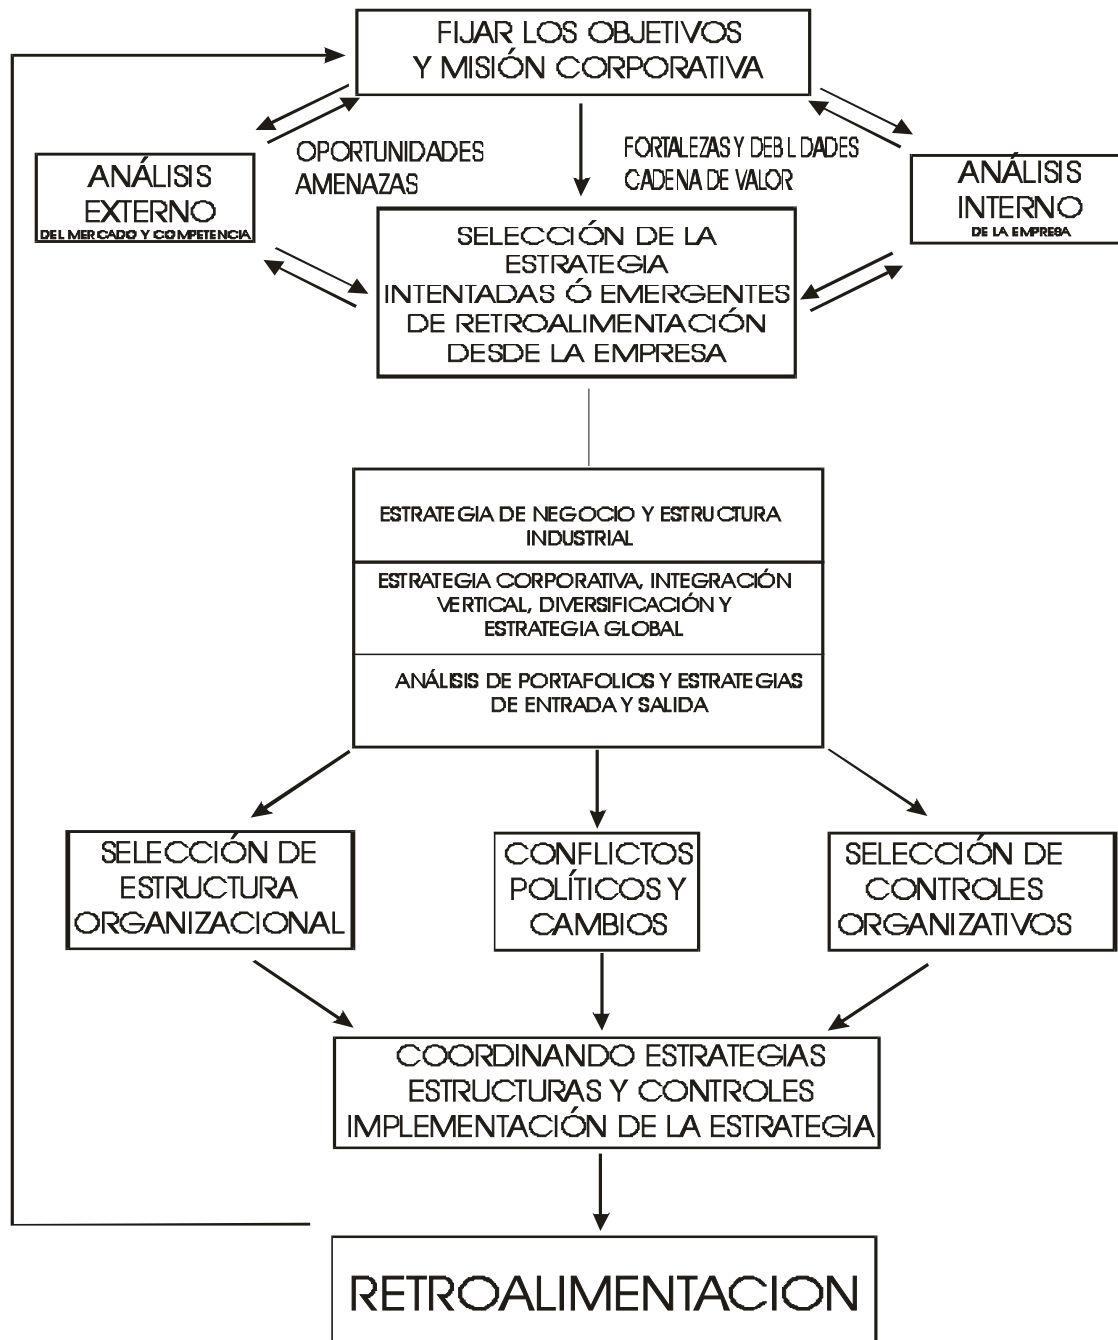 FIJAR LOS OBJETIVOS
Y MISIÓN CORPORATIVA
OPORTUNIDADES
AMENAZAS
FORTALEZAS Y DEBILDADES
CADENA DE VALOR
ANÁLISIS
EXTERNO
DEL MERCADO Y COMPETENCIA
ANÁLISIS
INTERNO
DE LA EMPRESA
SELECCIÓN DE LA
ESTRATEGIA
INTENTADAS Ó EMERGENTES
DE RETROALIMENTACIÓN
DESDE LA EMPRESA
ESTRATEGIA DE NEGOCIO Y ESTRUCTURA
INDUSTRIAL
ESTRATEGIA CORPORATIVA, INTEGRACIÓN
VERTICAL, DIVERSIFICACIÓN Y
ESTRATEGIA GLOBAL
ANÁLISIS DE PORTAFOLIOS Y ESTRATEGIAS
DE ENTRADA Y SALIDA
SELECCIÓN DE
ESTRUCTURA
ORGANIZACIONAL
CONFLICTOS
POLÍTICOS Y
CAMBIOS
SELECCIÓN DE
CONTROLES
ORGANIZATIVOS
COORDINANDO ESTRATEGIAS
ESTRUCTURAS Y CONTROLES
IMPLEMENTACIÓN DE LA ESTRATEGIA
RETROALIMENTACION